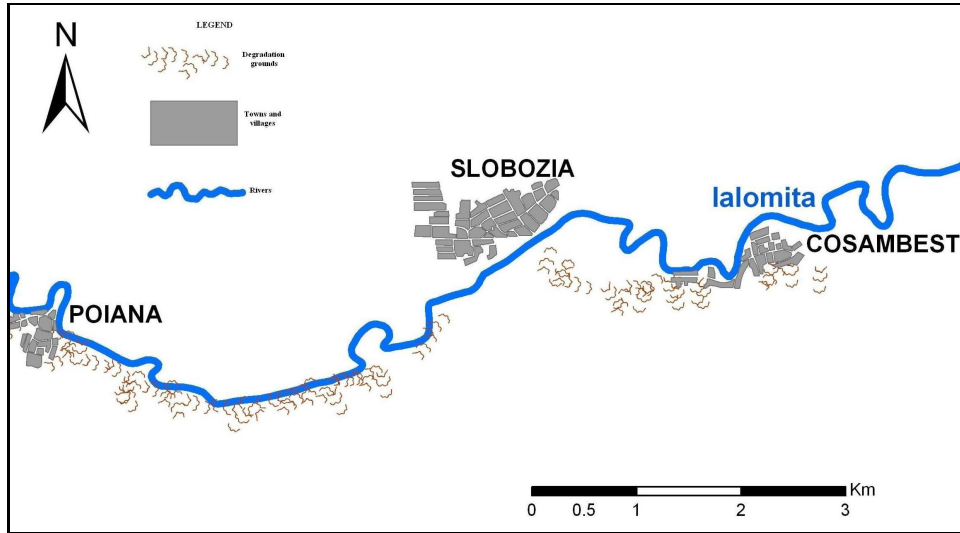 N
LEGEND
Degradation
grounds
Towns and
villages
Rivers
SLOBOZIA
Ialomita
COSAMBEST
POIANA
Km
0 0.5 1 2 3